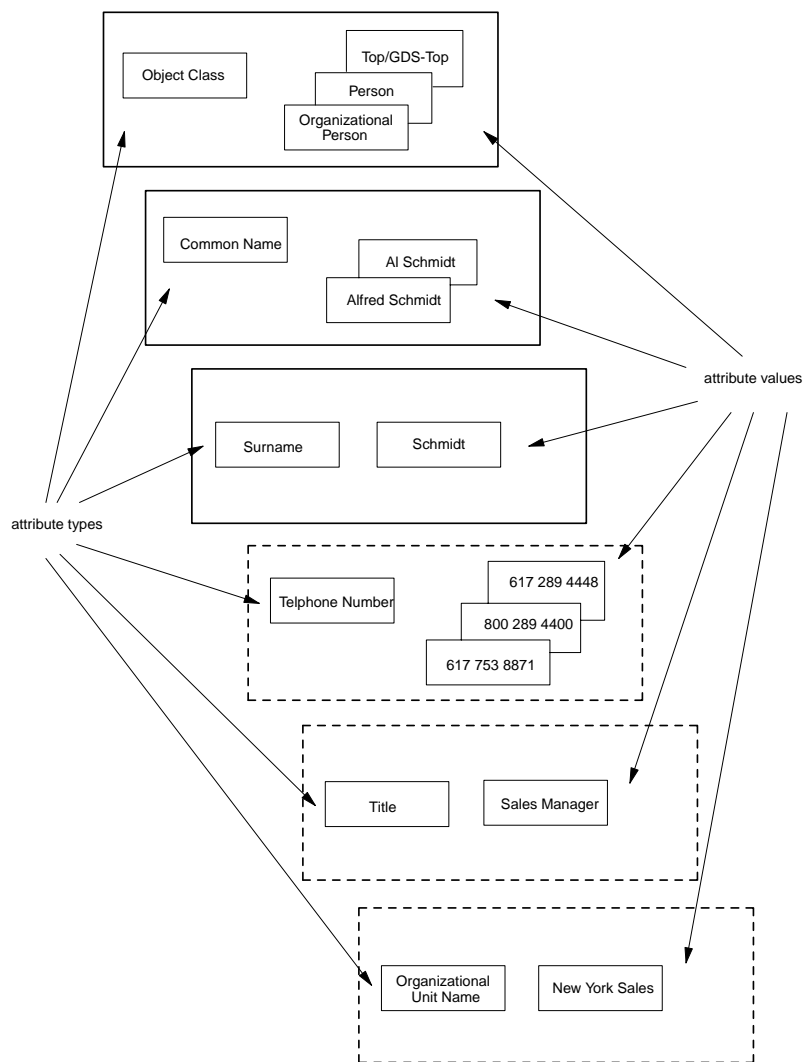 Top/GDS-Top
Object Class
Person
Organizational
Person
Common Name
Al Schmidt
Alfred Schmidt
attribute values
Surname
Schmidt
attribute types
617 289 4448
Telphone Number
800 289 4400
617 753 8871
Title
Sales Manager
Organizational
Unit Name
New York Sales